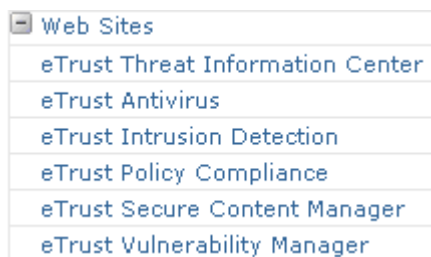 Web Sites
eTrust Threat Information Center
eTrust Antivirus
eTrust Intrusion Detection
eTrust Policy Compliance
eTrust Secure Content Manager
eTrust Vulnerability Manager